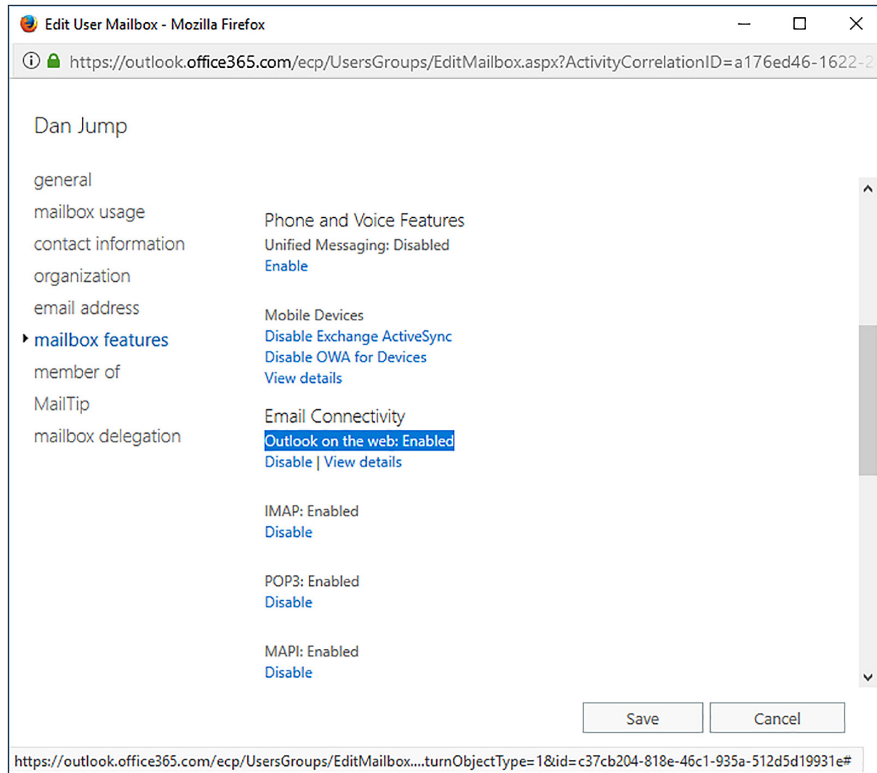 Edit User Mailbox - Mozilla Firefox
https://outlook.office365.com/ecp/UsersGroups/EditMailbox.aspx?ActivityCorrelationID=a176ed46-1622-2
Dan Jump
general
mailbox usage
contact information
organization
email address
mailbox features
member of
MailTip
mailbox delegation
Phone and Voice Features
Unified Messaging: Disabled
Enable
Mobile Devices
Disable Exchange ActiveSync
Disable OWA for Devices
View details
Email Connectivity
Outlook on the web: Enabled
Disable | View details
IMAP: Enabled
Disable
POP3: Enabled
Disable
MAPI: Enabled
Disable
Save
Cancel
https://outlook.office365.com/ecp/UsersGroups/EditMailbox....turnObjectType=1&id=c37cb204-818e-46c1-935a-512d5d19931e#